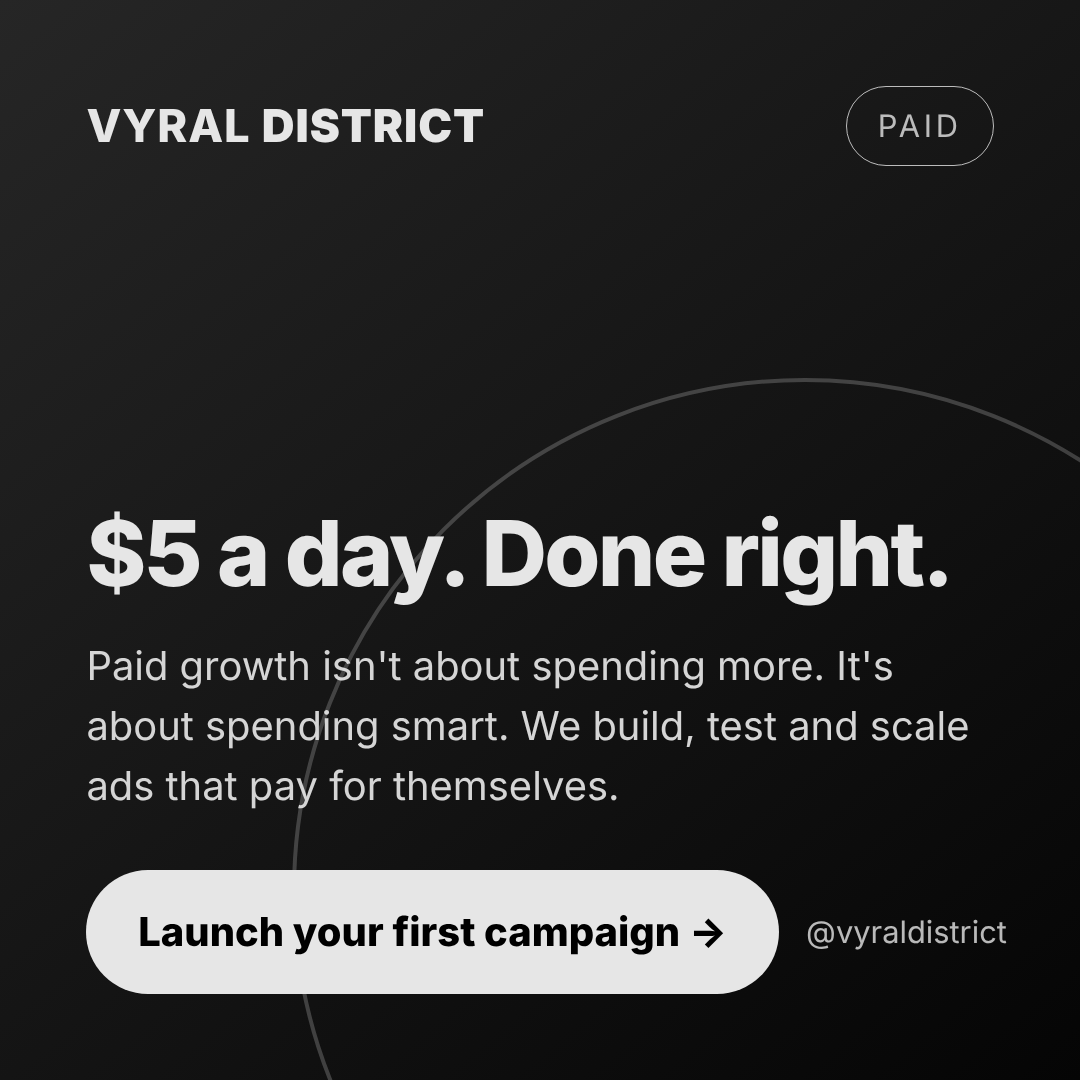 VYRAL DISTRICT
PAID
$5 a day. Done right.
Paid growth isn't about spending more. It's
about spending smart. We build, test and scale
ads that pay for themselves.
Launch your first campaign →
@vyraldistrict